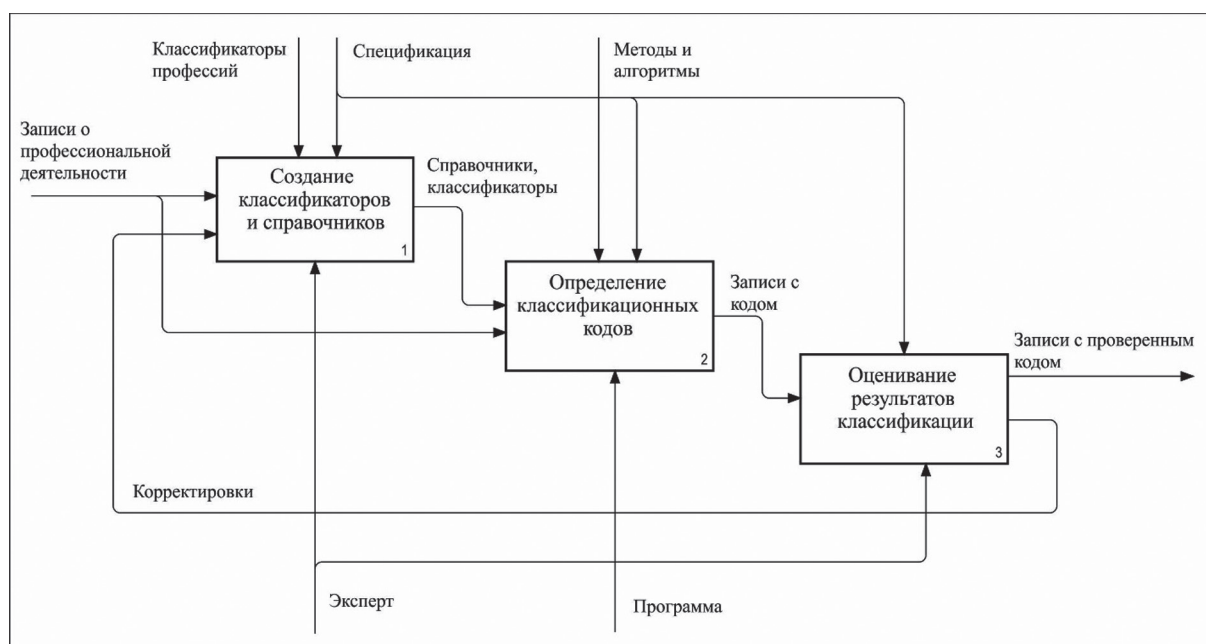 Классификаторы
профессий
Спецификация
Методы и
алгоритмы
Записи о
профессиональной
деятельности
Создание
классификаторов
и справочников
1
Справочники,
классификаторы
Определение
классификационных
кодов
2
Записи с
кодом
Оценивание
результатов
классификации
3
Записи с проверенным
кодом
Корректировки
Эксперт
Программа